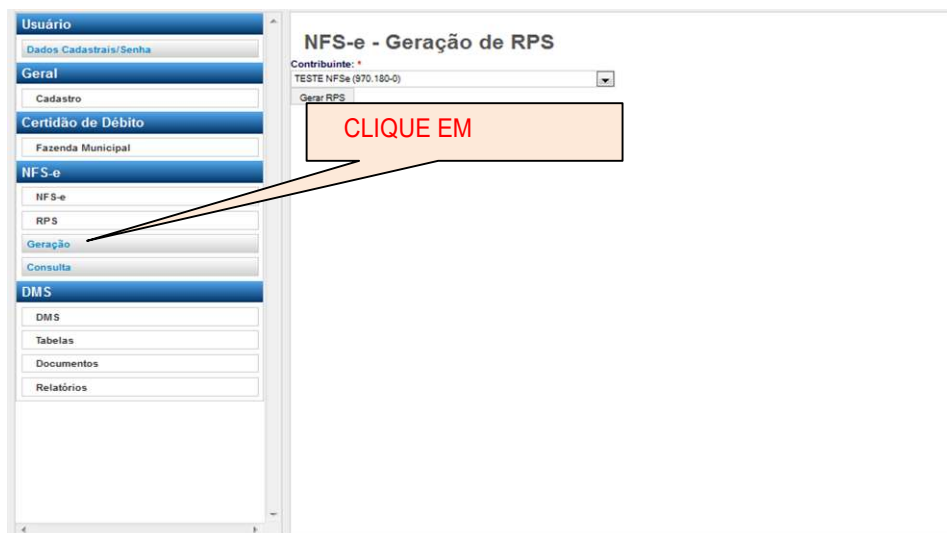 Usuário
Dados Cadastrais/Senha
Geral
Cadastro
Certidão de Débito
Fazenda Municipal
NFS-e
NFS-e
RPS
Geração
Consulta
DMS
DMS
Tabelas
Documentos
Relatórios
NFS-e - Geração de RPS
Contribuinte: *
TESTE NFSe (970.180-0)
Gerar RPS
CLIQUE EM